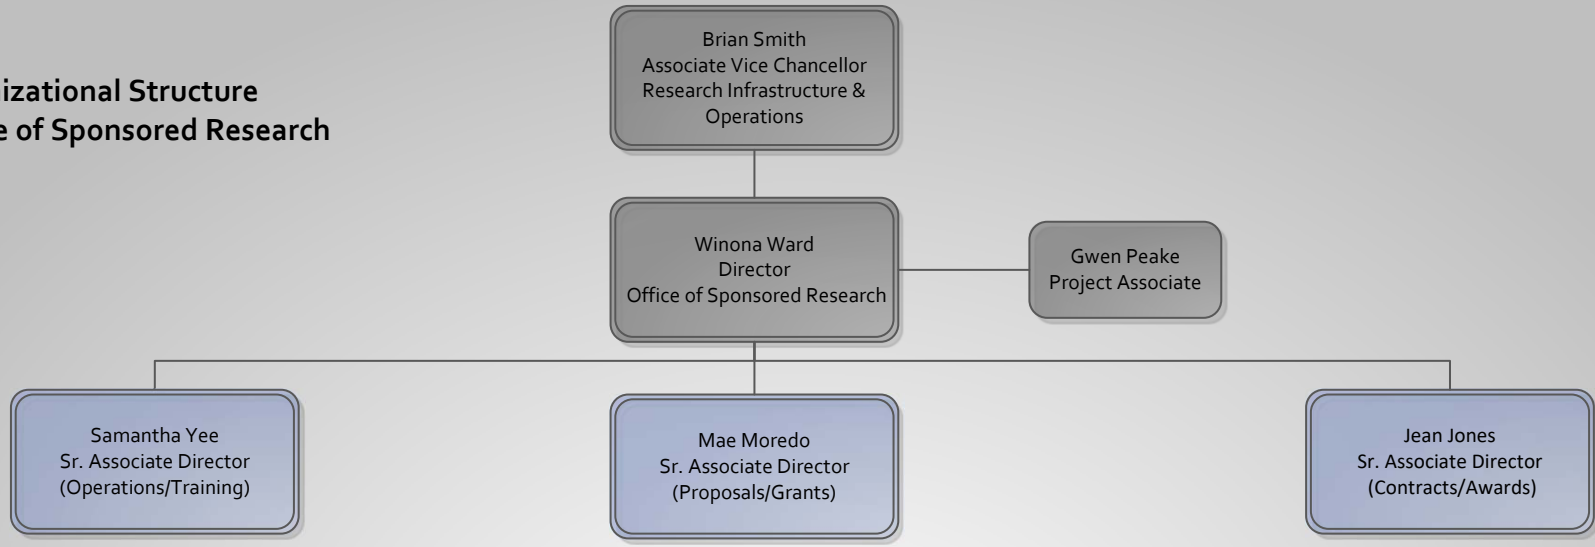 nizational Structure
e of Sponsored Research
Brian Smith
Associate Vice Chancellor
Research Infrastructure &
Operations
Winona Ward
Director
Office of Sponsored Research
Gwen Peake
Project Associate
Samantha Yee
Sr. Associate Director
(Operations/Training)
Mae Moredo
Sr. Associate Director
(Proposals/Grants)
Jean Jones
Sr. Associate Director
(Contracts/Awards)